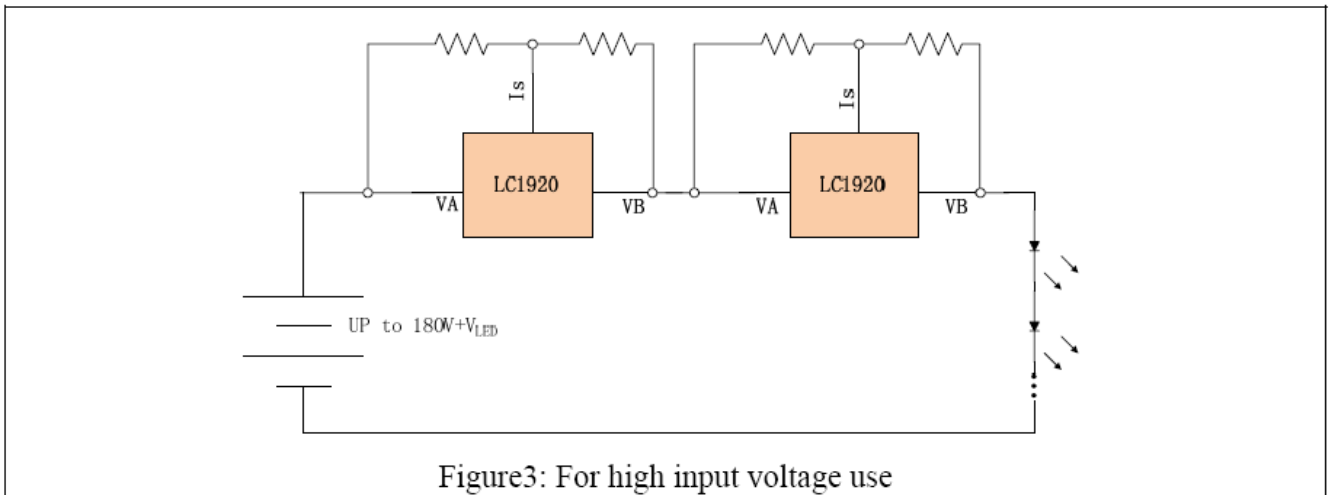 Is
Is
LC1920
LC1920
VA
VB
VA
VB
UP to 180V+VLED
Figure3: For high input voltage use